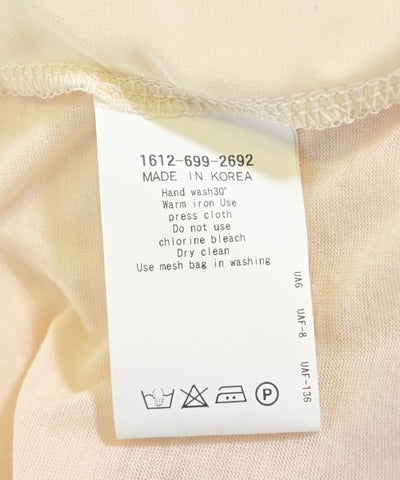 1612-699-2692
MADE IN KOREA
Hand wash30°
Warm iron Use
press cloth
Do not use
chlorine bleach
Dry clean
Use mesh bag in washing
UA6 UAF-8 UAF-136
P